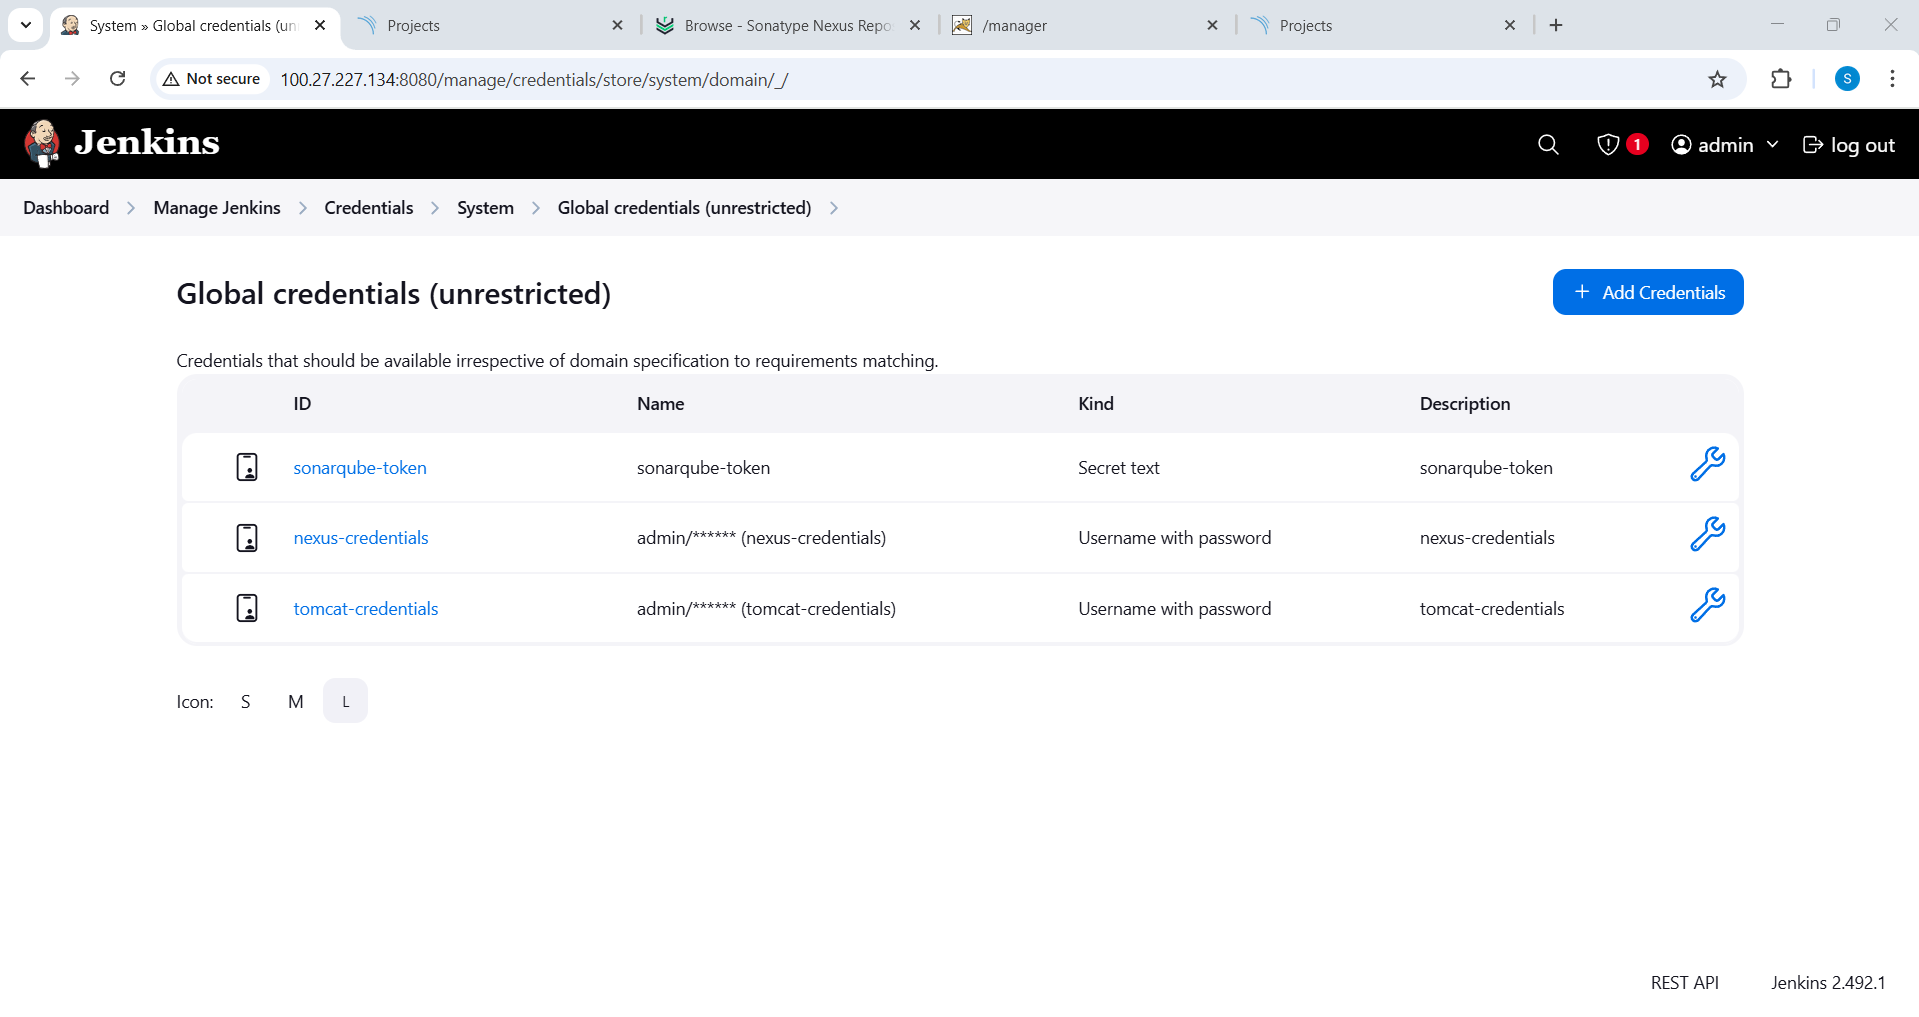 System » Global credentials (un
Projects
Browse - Sonatype Nexus Repo
/manager
Projects
Not secure
100.27.227.134:8080/manage/credentials/store/system/domain/_/
S
Jenkins
1
admin
log out
Dashboard
Manage Jenkins
Credentials
System
Global credentials (unrestricted)
Global credentials (unrestricted)
+ Add Credentials
Credentials that should be available irrespective of domain specification to requirements matching.
ID Name Kind Description
sonarqube-token sonarqube-token Secret text sonarqube-token
nexus-credentials admin/****** (nexus-credentials) Username with password nexus-credentials
tomcat-credentials admin/****** (tomcat-credentials) Username with password tomcat-credentials
Icon: S M L
REST API Jenkins 2.492.1